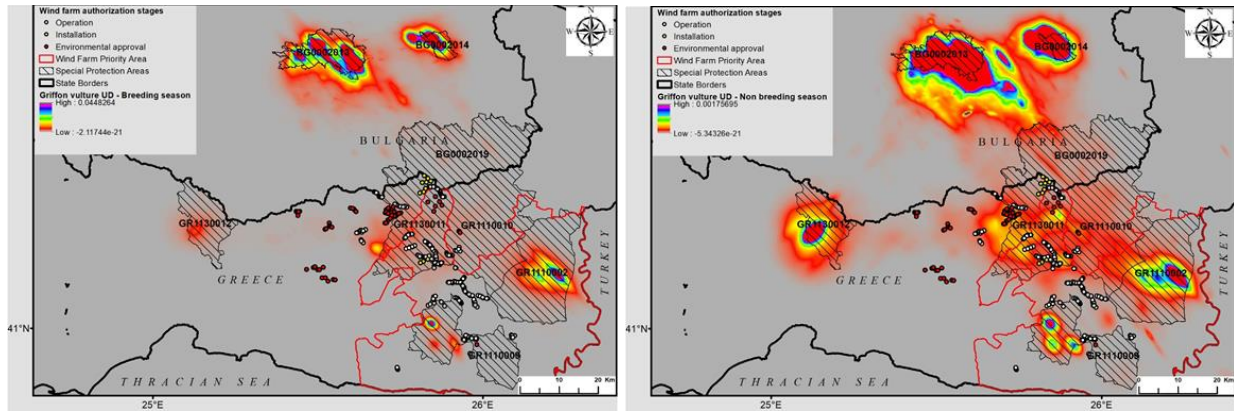 Wind farm authorization stages
Operation
Installation
Environmental approval
Wind Farm Priority Area
Special Protection Areas
State Borders
Griffon vulture UD - Breeding season
High : 0.0448264
Low : -2.11744e-21
N
W E
S
BG0002013
BG0002014
BULGARIA
BG0002019
GR1130012
GR1130011
GR1110010
GREECE
GR1110002
TURKEY
41°N
GR1110009
THRACIAN SEA
0 10 20 Km
25°E
26°E
Wind farm authorization stages
Operation
Installation
Environmental approval
Wind Farm Priority Area
Special Protection Areas
State Borders
Griffon vulture UD - Non breeding season
High : 0.00175695
Low : -5.34326e-21
N
W E
S
BG0002013
BG0002014
BULGARIA
BG0002019
GR1130012
GR1130011
GR1110010
GREECE
GR1110002
TURKEY
41°N
GR1110009
THRACIAN SEA
0 10 20 Km
25°E
26°E